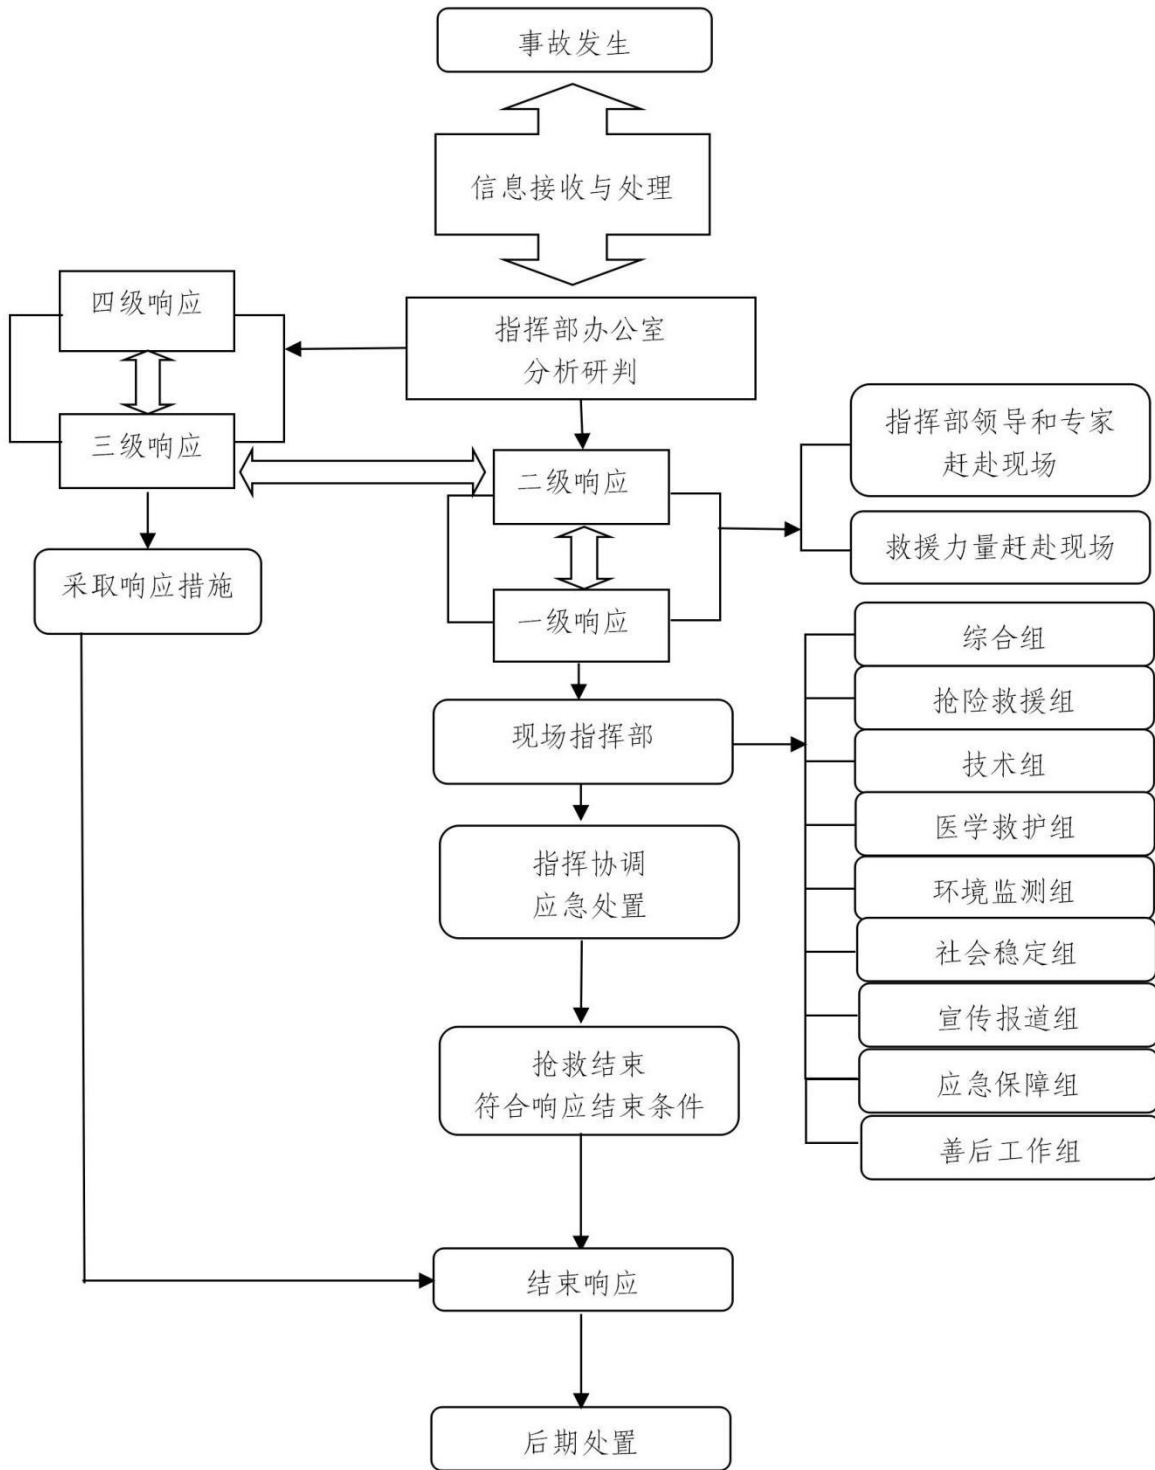 事故发生
信息接收与处理
四级响应
指挥部办公室
分析研判
三级响应
二级响应
指挥部领导和专家
赶赴现场
救援力量赶赴现场
采取响应措施
一级响应
综合组
抢险救援组
现场指挥部
技术组
医学救护组
指挥协调
应急处置
环境监测组
社会稳定组
宣传报道组
抢救结束
符合响应结束条件
应急保障组
善后工作组
结束响应
后期处置